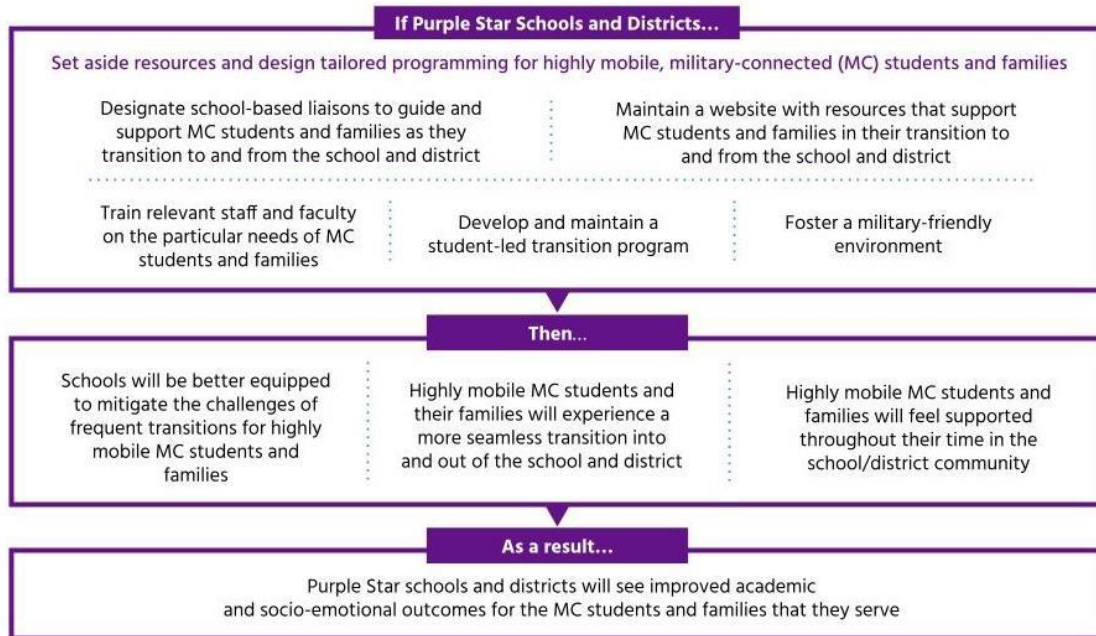 If Purple Star Schools and Districts...
Set aside resources and design tailored programming for highly mobile, military-connected (MC) students and families
Designate school-based liaisons to guide and
support MC students and families as they
transition to and from the school and district
Maintain a website with resources that support
MC students and families in their transition to
and from the school and district
Train relevant staff and faculty
on the particular needs of MC
students and families
Develop and maintain a
student-led transition program
Foster a military-friendly
environment
Then...
Schools will be better equipped
to mitigate the challenges of
frequent transitions for highly
mobile MC students and
families
Highly mobile MC students and
their families will experience a
more seamless transition into
and out of the school and district
Highly mobile MC students and
families will feel supported
throughout their time in the
school/district community
As a result...
Purple Star schools and districts will see improved academic
and socio-emotional outcomes for the MC students and families that they serve